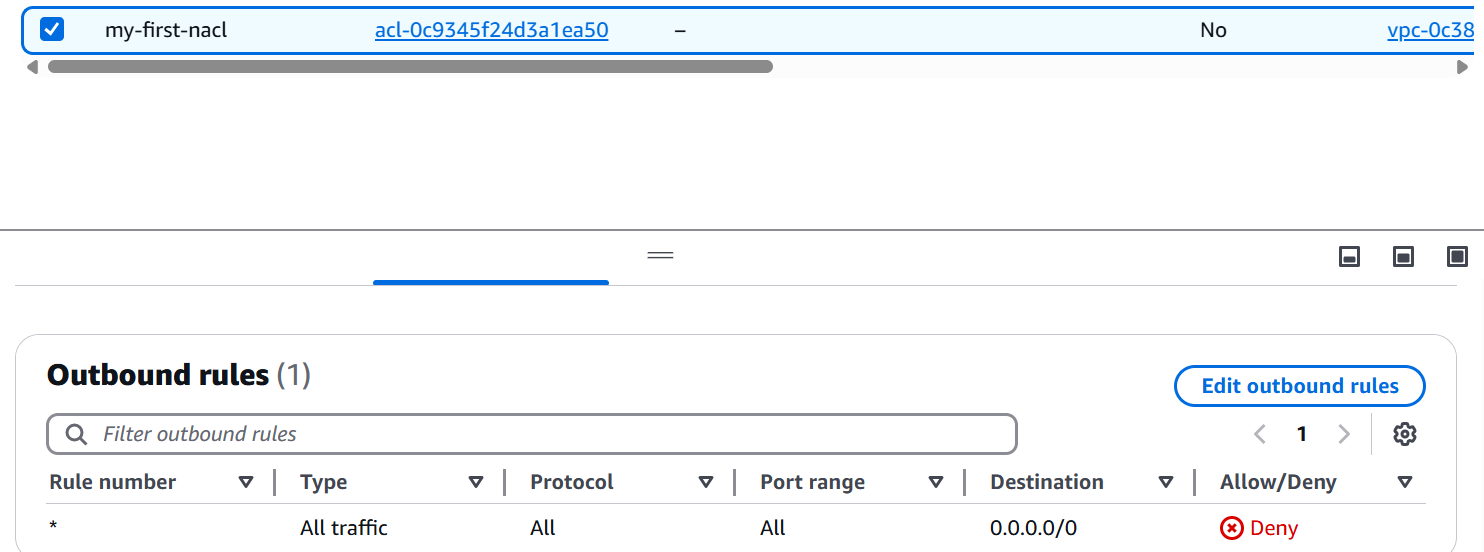 my-first-nacl acl-0c9345f24d3a1ea50 – No vpc-0c38
Outbound rules (1)
Edit outbound rules
Filter outbound rules
1
Rule number Type Protocol Port range Destination Allow/Deny
* All traffic All All 0.0.0.0/0 Deny